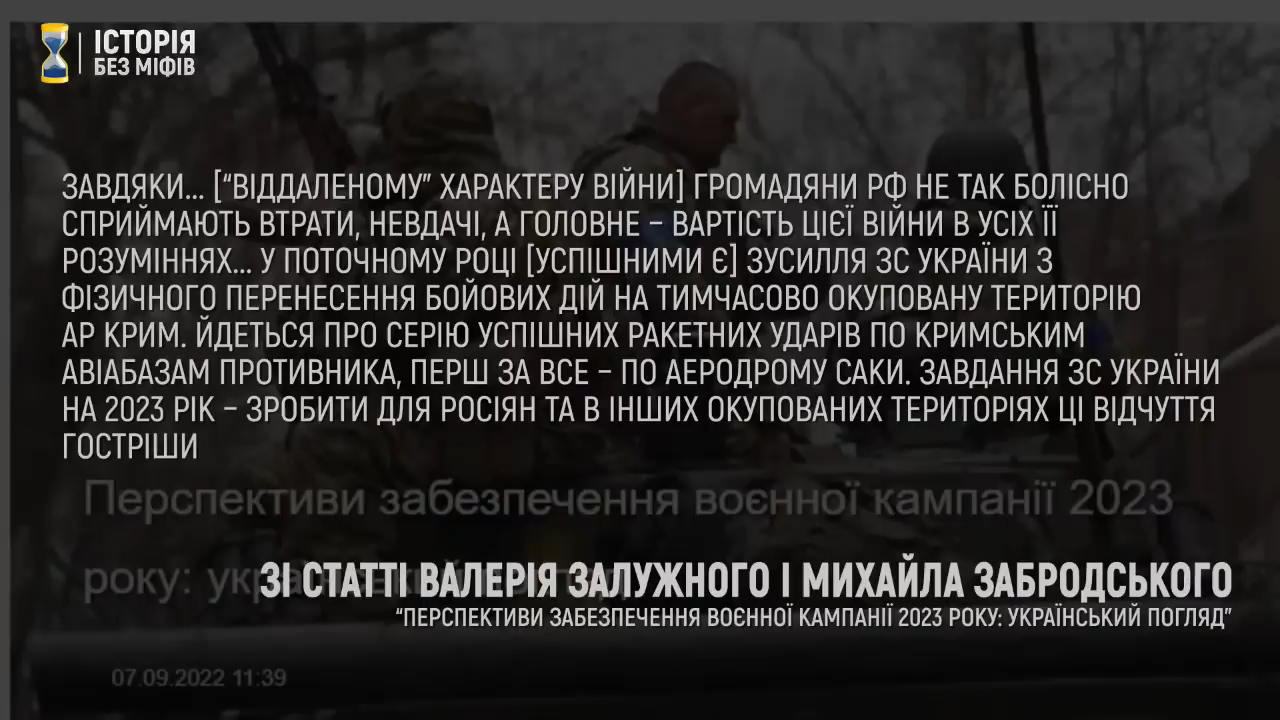 ІСТОРІЯ
БЕЗ МІФІВ
ЗАВДЯКИ... [“ВІДДАЛЕНОМУ” ХАРАКТЕРУ ВІЙНИ] ГРОМАДЯНИ РФ НЕ ТАК БОЛІСНО
СПРИЙМАЮТЬ ВТРАТИ, НЕВДАЧІ, А ГОЛОВНЕ – ВАРТІСТЬ ЦІЄЇ ВІЙНИ В УСІХ ЇЇ
РОЗУМІННЯХ... У ПОТОЧНОМУ РОЦІ [УСПІШНИМИ Є] ЗУСИЛЛЯ ЗС УКРАЇНИ З
ФІЗИЧНОГО ПЕРЕНЕСЕННЯ БОЙОВИХ ДІЙ НА ТИМЧАСОВО ОКУПОВАНУ ТЕРИТОРІЮ
АР КРИМ. ЙДЕТЬСЯ ПРО СЕРІЮ УСПІШНИХ РАКЕТНИХ УДАРІВ ПО КРИМСЬКИМ
АВІАБАЗАМ ПРОТИВНИКА, ПЕРШ ЗА ВСЕ – ПО АЕРОДРОМУ САКИ. ЗАВДАННЯ ЗС УКРАЇНИ
НА 2023 РІК – ЗРОБИТИ ДЛЯ РОСІЯН ТА В ІНШИХ ОКУПОВАНИХ ТЕРИТОРІЯХ ЦІ ВІДЧУТТЯ
ГОСТРІШИ
Перспективи забезпечення воєнної кампанії 2023
року:
ЗІ СТАТТІ ВАЛЕРІЯ ЗАЛУЖНОГО І МИХАЙЛА ЗАБРОДСЬКОГО
“ПЕРСПЕКТИВИ ЗАБЕЗПЕЧЕННЯ ВОЄННОЇ КАМПАНІЇ 2023 РОКУ: УКРАЇНСЬКИЙ ПОГЛЯД”
07.09.2022 11:39